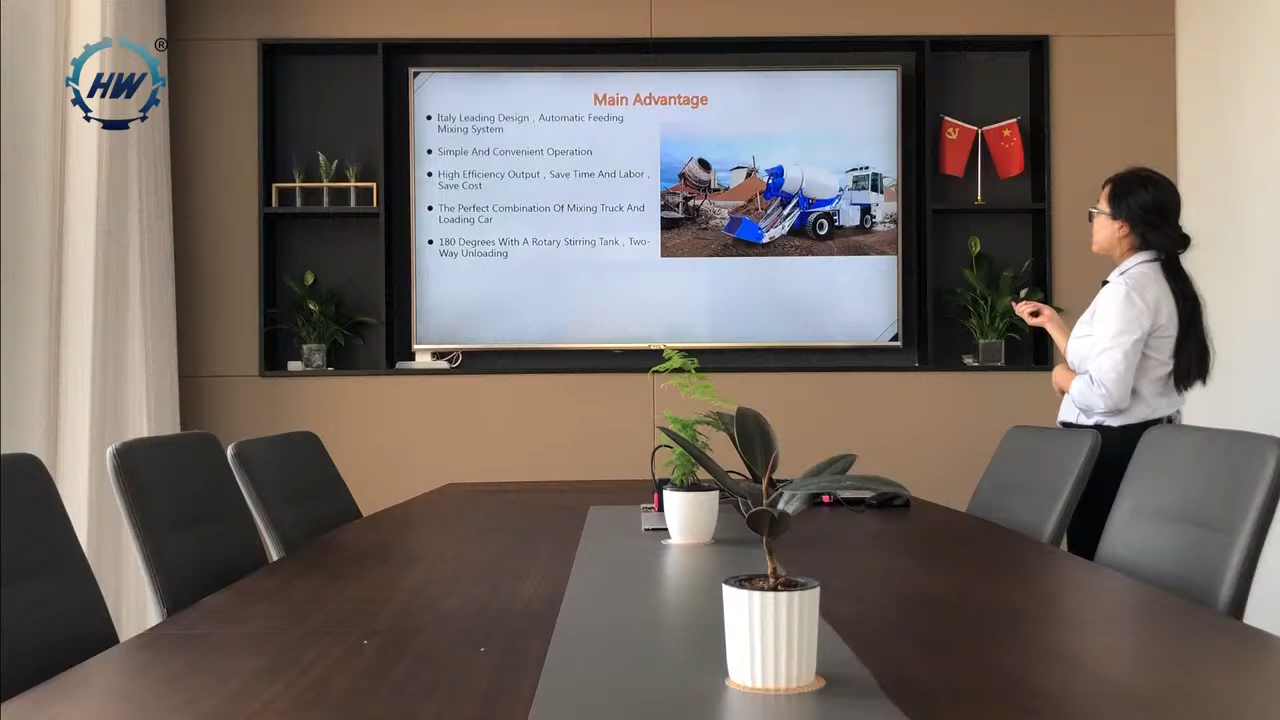 HW ®
Main Advantage
Italy Leading Design , Automatic Feeding
Mixing System
Simple And Convenient Operation
High Efficiency Output , Save Time And Labor ,
Save Cost
The Perfect Combination Of Mixing Truck And
Loading Car
180 Degrees With A Rotary Stirring Tank , Two-
Way Unloading